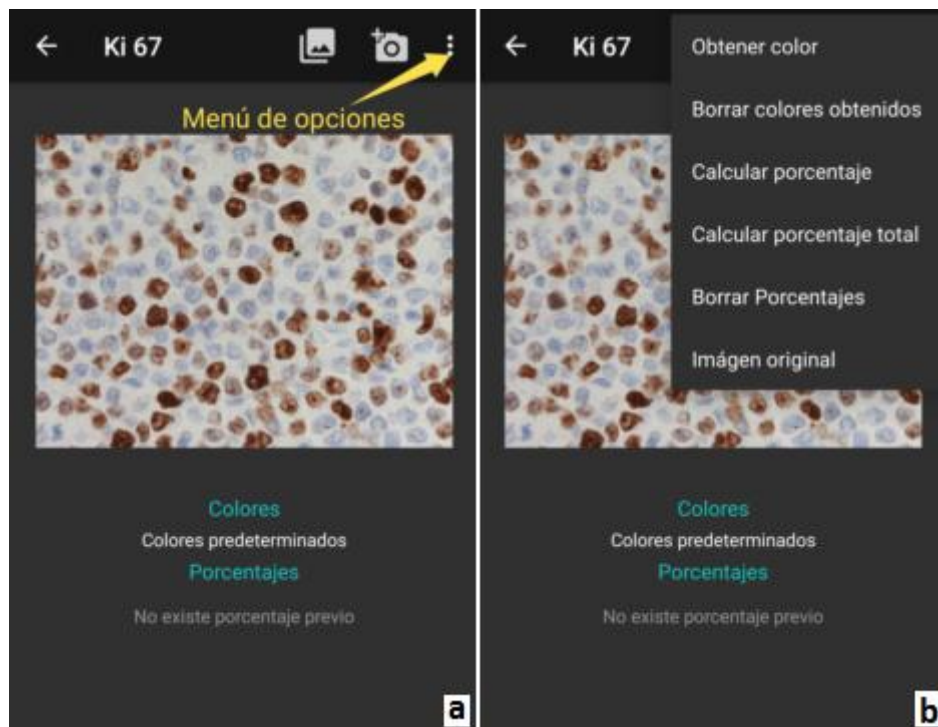 Ki 67
Menú de opciones
Colores
Colores predeterminados
Porcentajes
No existe porcentaje previo
a
Ki 67
Obtener color
Borrar colores obtenidos
Calcular porcentaje
Calcular porcentaje total
Borrar Porcentajes
Imágen original
Colores
Colores predeterminados
Porcentajes
No existe porcentaje previo
b